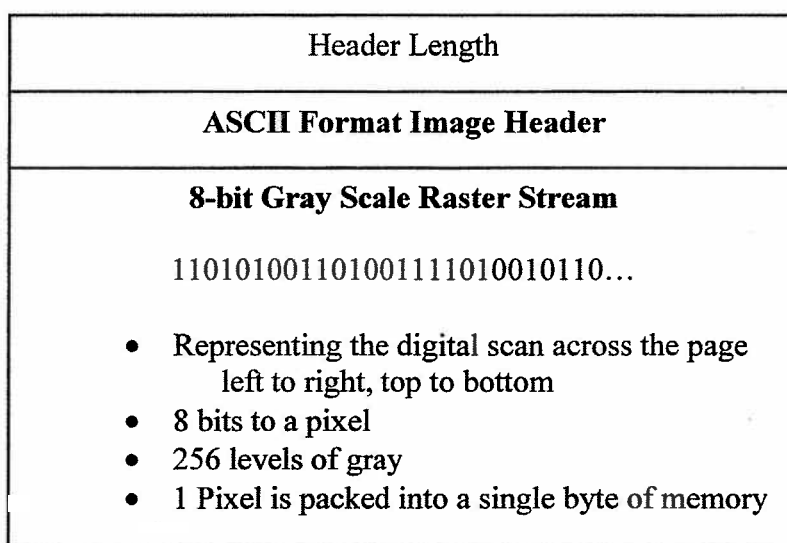 Header Length
ASCII Format Image Header
8-bit Gray Scale Raster Stream
110101001101001111010010110...
• Representing the digital scan across the page
left to right, top to bottom
• 8 bits to a pixel
• 256 levels of gray
• 1 Pixel is packed into a single byte of memory